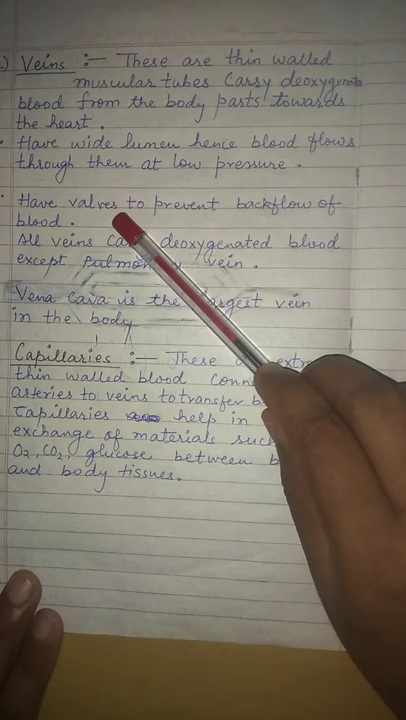 ) Veins :- These are thin walled
muscular tubes carry deoxygenate
blood from the body parts towards
the heart.
Have wide lumen hence blood flows
through them at low pressure.
Have valves to prevent backflow of
blood.
All veins deoxygenated blood
except vein.
Vena cava is the largest vein
in the body
Capillaries :- These
thin walled blood
arteries to veins to transfer
Capillaries help in
exchange of materials
O2, CO2, glucose between
and body tissues.